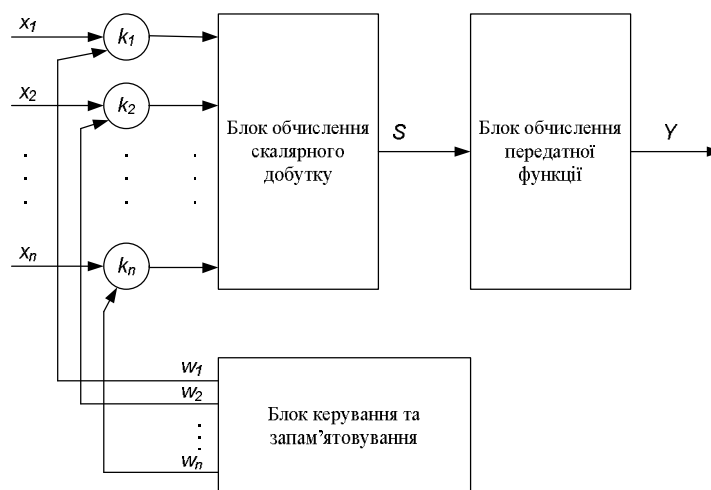 x1
k1
x2
k2
Блок обчислення
скалярного
добутку
S
Блок обчислення
передатної
функції
Y
xn
kn
w1
w2
wn
Блок керування та
запам'ятовування